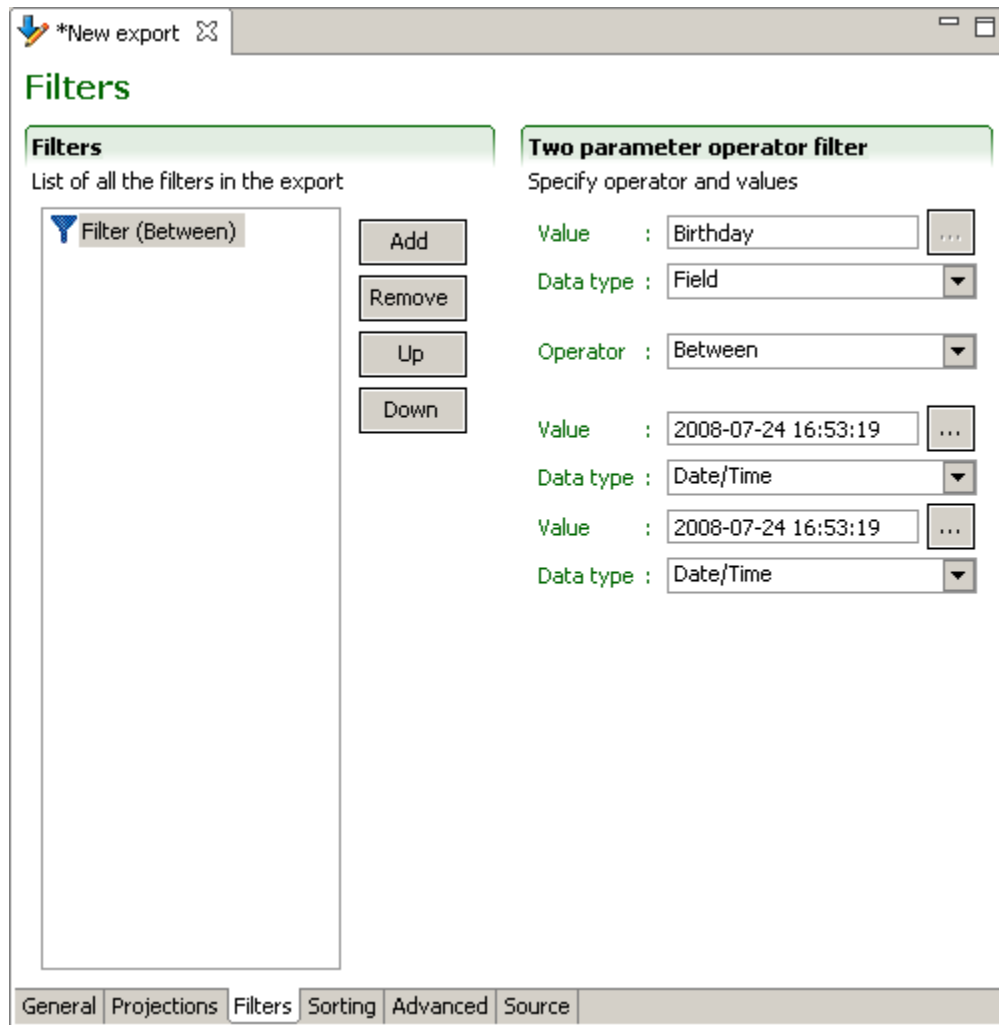 *New export
Filters
Filters
List of all the filters in the export
Filter (Between)
Add
Remove
Up
Down
Two parameter operator filter
Specify operator and values
Value : Birthday ...
Data type : Field
Operator : Between
Value : 2008-07-24 16:53:19 ...
Data type : Date/Time
Value : 2008-07-24 16:53:19 ...
Data type : Date/Time
General Projections Filters Sorting Advanced Source